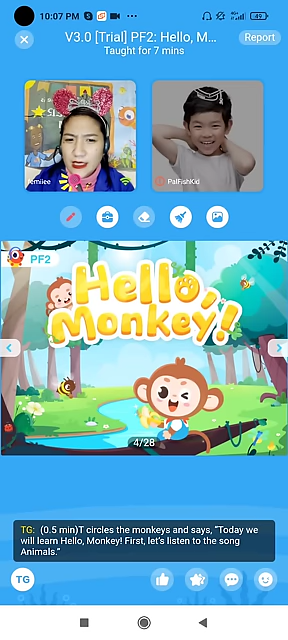 10:07 PM
49
V3.0 [Trial] PF2: Hello, M...
Taught for 7 mins
Report
emilee
PalFishKid
PF2
Hello,
Monkey!
4/28
TG: (0.5 min)T circles the monkeys and says, "Today we
will learn Hello, Monkey! First, let's listen to the song
Animals."
TG